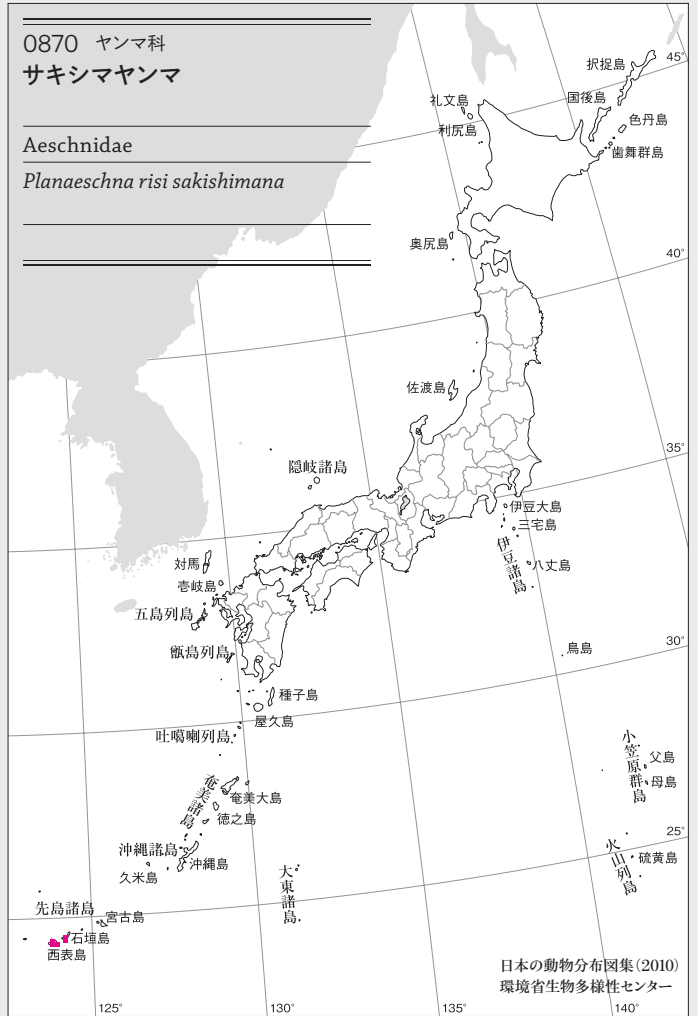 0870 ヤンマ科
サキシマヤンマ
Aeschnidae
Planaeschna risi sakishimana
45°
択捉島
国後島
礼文島
色丹島
利尻島
歯舞群島
奥尻島
40°
佐渡島
35°
隠岐諸島
伊豆大島
三宅島
伊豆諸島
八丈島
対馬
壱岐島
五島列島
甑島列島
鳥島
30°
種子島
屋久島
吐噶喇列島
小笠原群島
父島
母島
奄美諸島
奄美大島
徳之島
25°
沖縄諸島
沖縄島
久米島
火山列島
硫黄島
大東諸島
先島諸島
宮古島
石垣島
西表島
日本の動物分布図集(2010)
環境省生物多様性センター
125°
130°
135°
140°